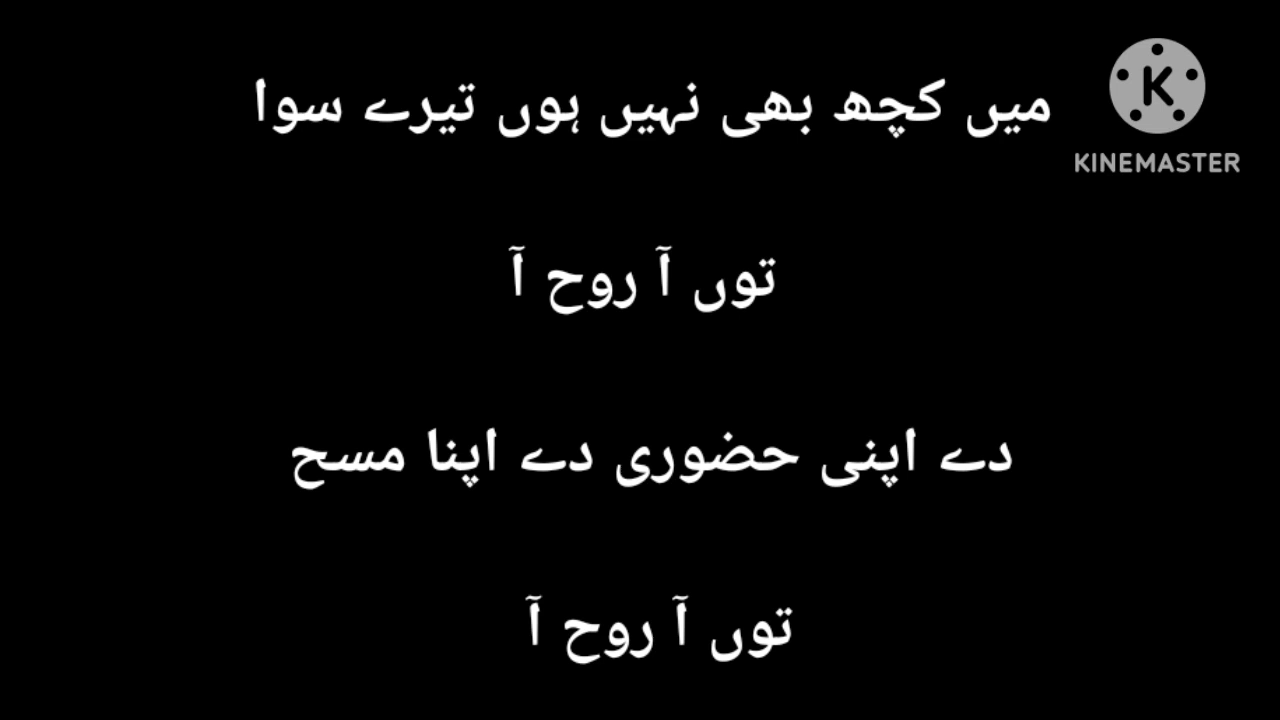 میں کچھ بھی نہیں ہوں تیرے سوا
KINEMASTER
توں آ روح آ
دے اپنی حضوری دے اپنا مسح
توں آ روح آ